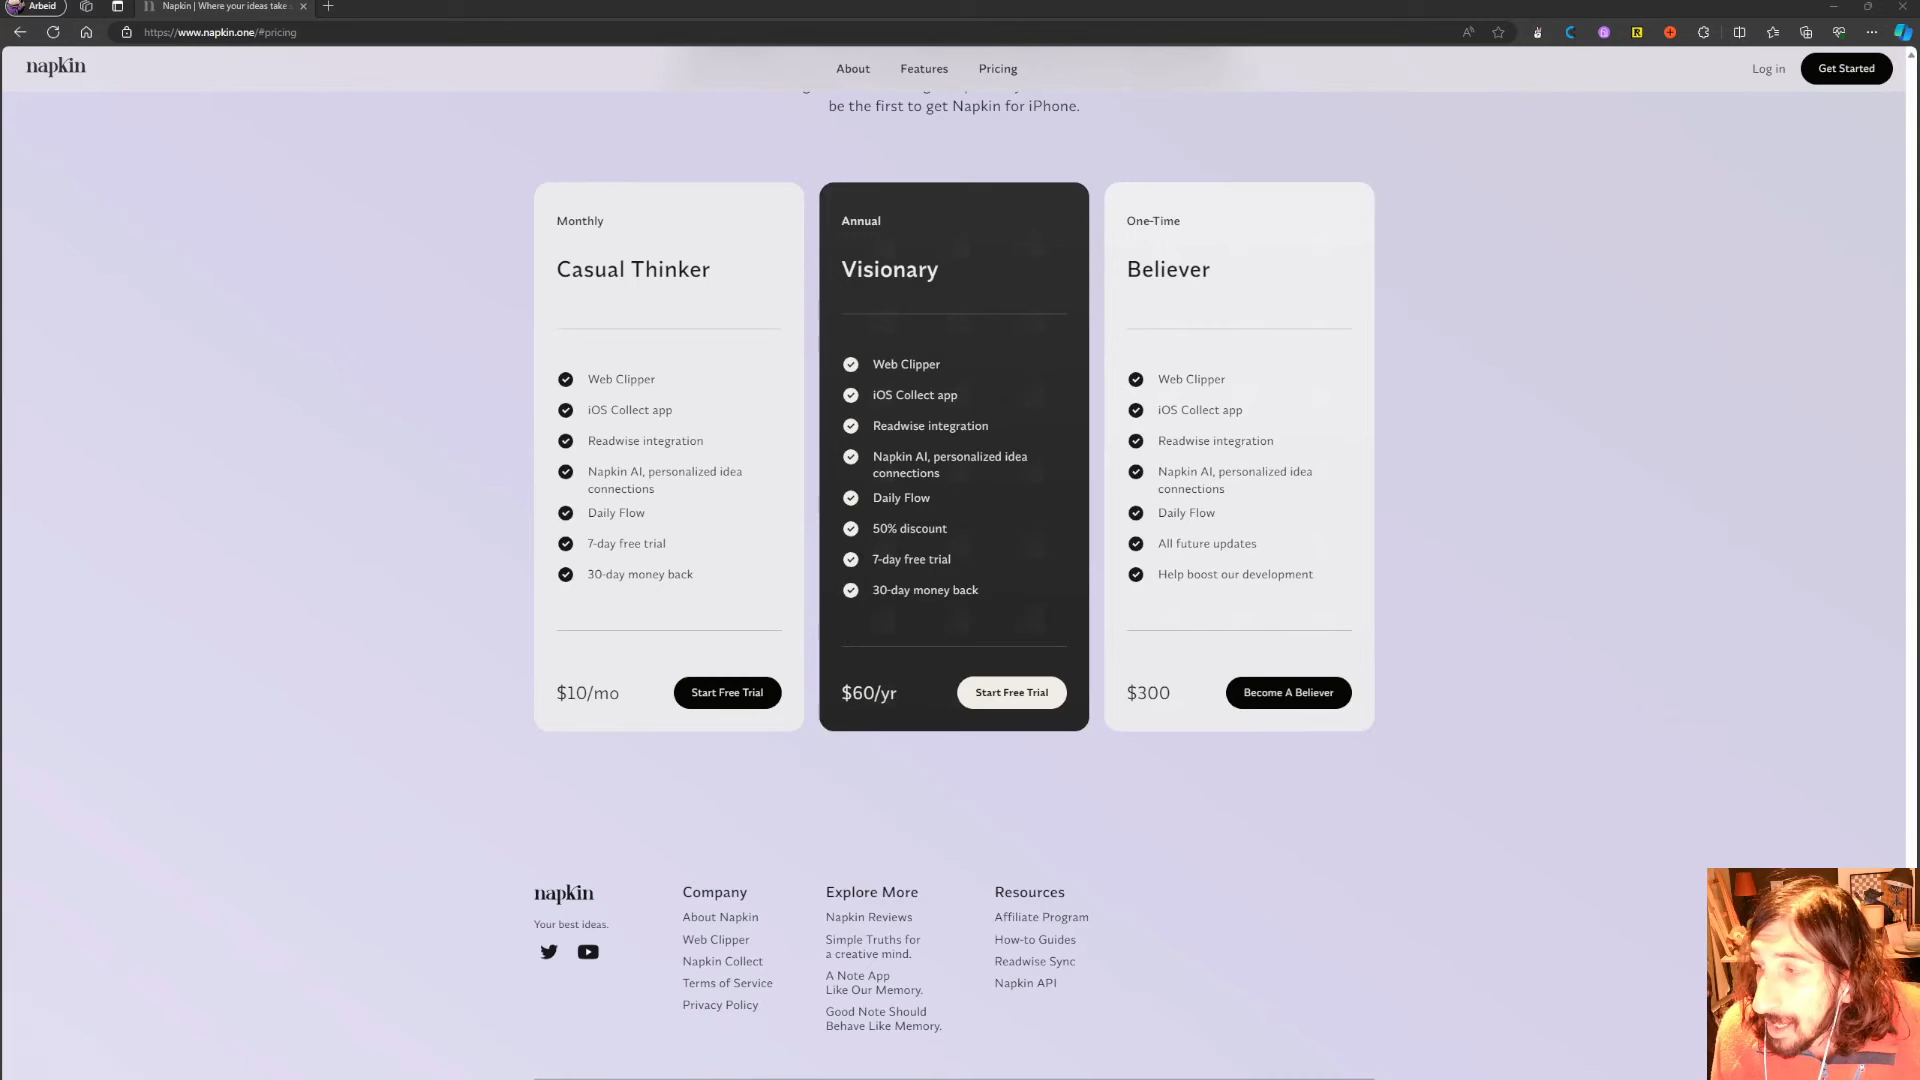 Arbeid
Napkin | Where your ideas take
https://www.napkin.one/#pricing
napkin
About
Features
Pricing
Log in
Get Started
be the first to get Napkin for iPhone.
Monthly
Casual Thinker
Web Clipper
iOS Collect app
Readwise integration
Napkin AI, personalized idea
connections
Daily Flow
7-day free trial
30-day money back
$10/mo
Start Free Trial
Annual
Visionary
Web Clipper
iOS Collect app
Readwise integration
Napkin AI, personalized idea
connections
Daily Flow
50% discount
7-day free trial
30-day money back
$60/yr
Start Free Trial
One-Time
Believer
Web Clipper
iOS Collect app
Readwise integration
Napkin AI, personalized idea
connections
Daily Flow
All future updates
Help boost our development
$300
Become A Believer
napkin
Your best ideas.
Company
About Napkin
Web Clipper
Napkin Collect
Terms of Service
Privacy Policy
Explore More
Napkin Reviews
Simple Truths for
a creative mind.
A Note App
Like Our Memory.
Good Note Should
Behave Like Memory.
Resources
Affiliate Program
How-to Guides
Readwise Sync
Napkin API